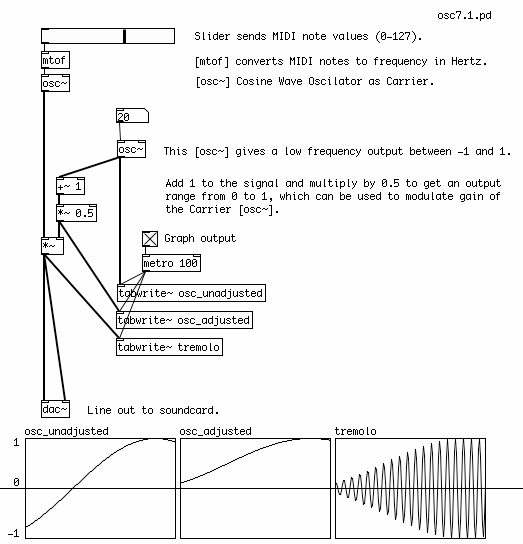 osc7.1.pd
Slider sends MIDI note values (0-127).
mtof
[mtof] converts MIDI notes to frequency in Hertz.
osc~
[osc~] Cosine Wave Oscilator as Carrier.
20
osc~
This [osc~] gives a low frequency output between -1 and 1.
+~ 1
Add 1 to the signal and multiply by 0.5 to get an output
range from 0 to 1, which can be used to modulate gain of
the Carrier [osc~].
*~ 0.5
*~
Graph output
metro 100
tabwrite~ osc_unadjusted
tabwrite~ osc_adjusted
tabwrite~ tremolo
dac~
Line out to soundcard.
osc_unadjusted
osc_adjusted
tremolo
1
0
-1